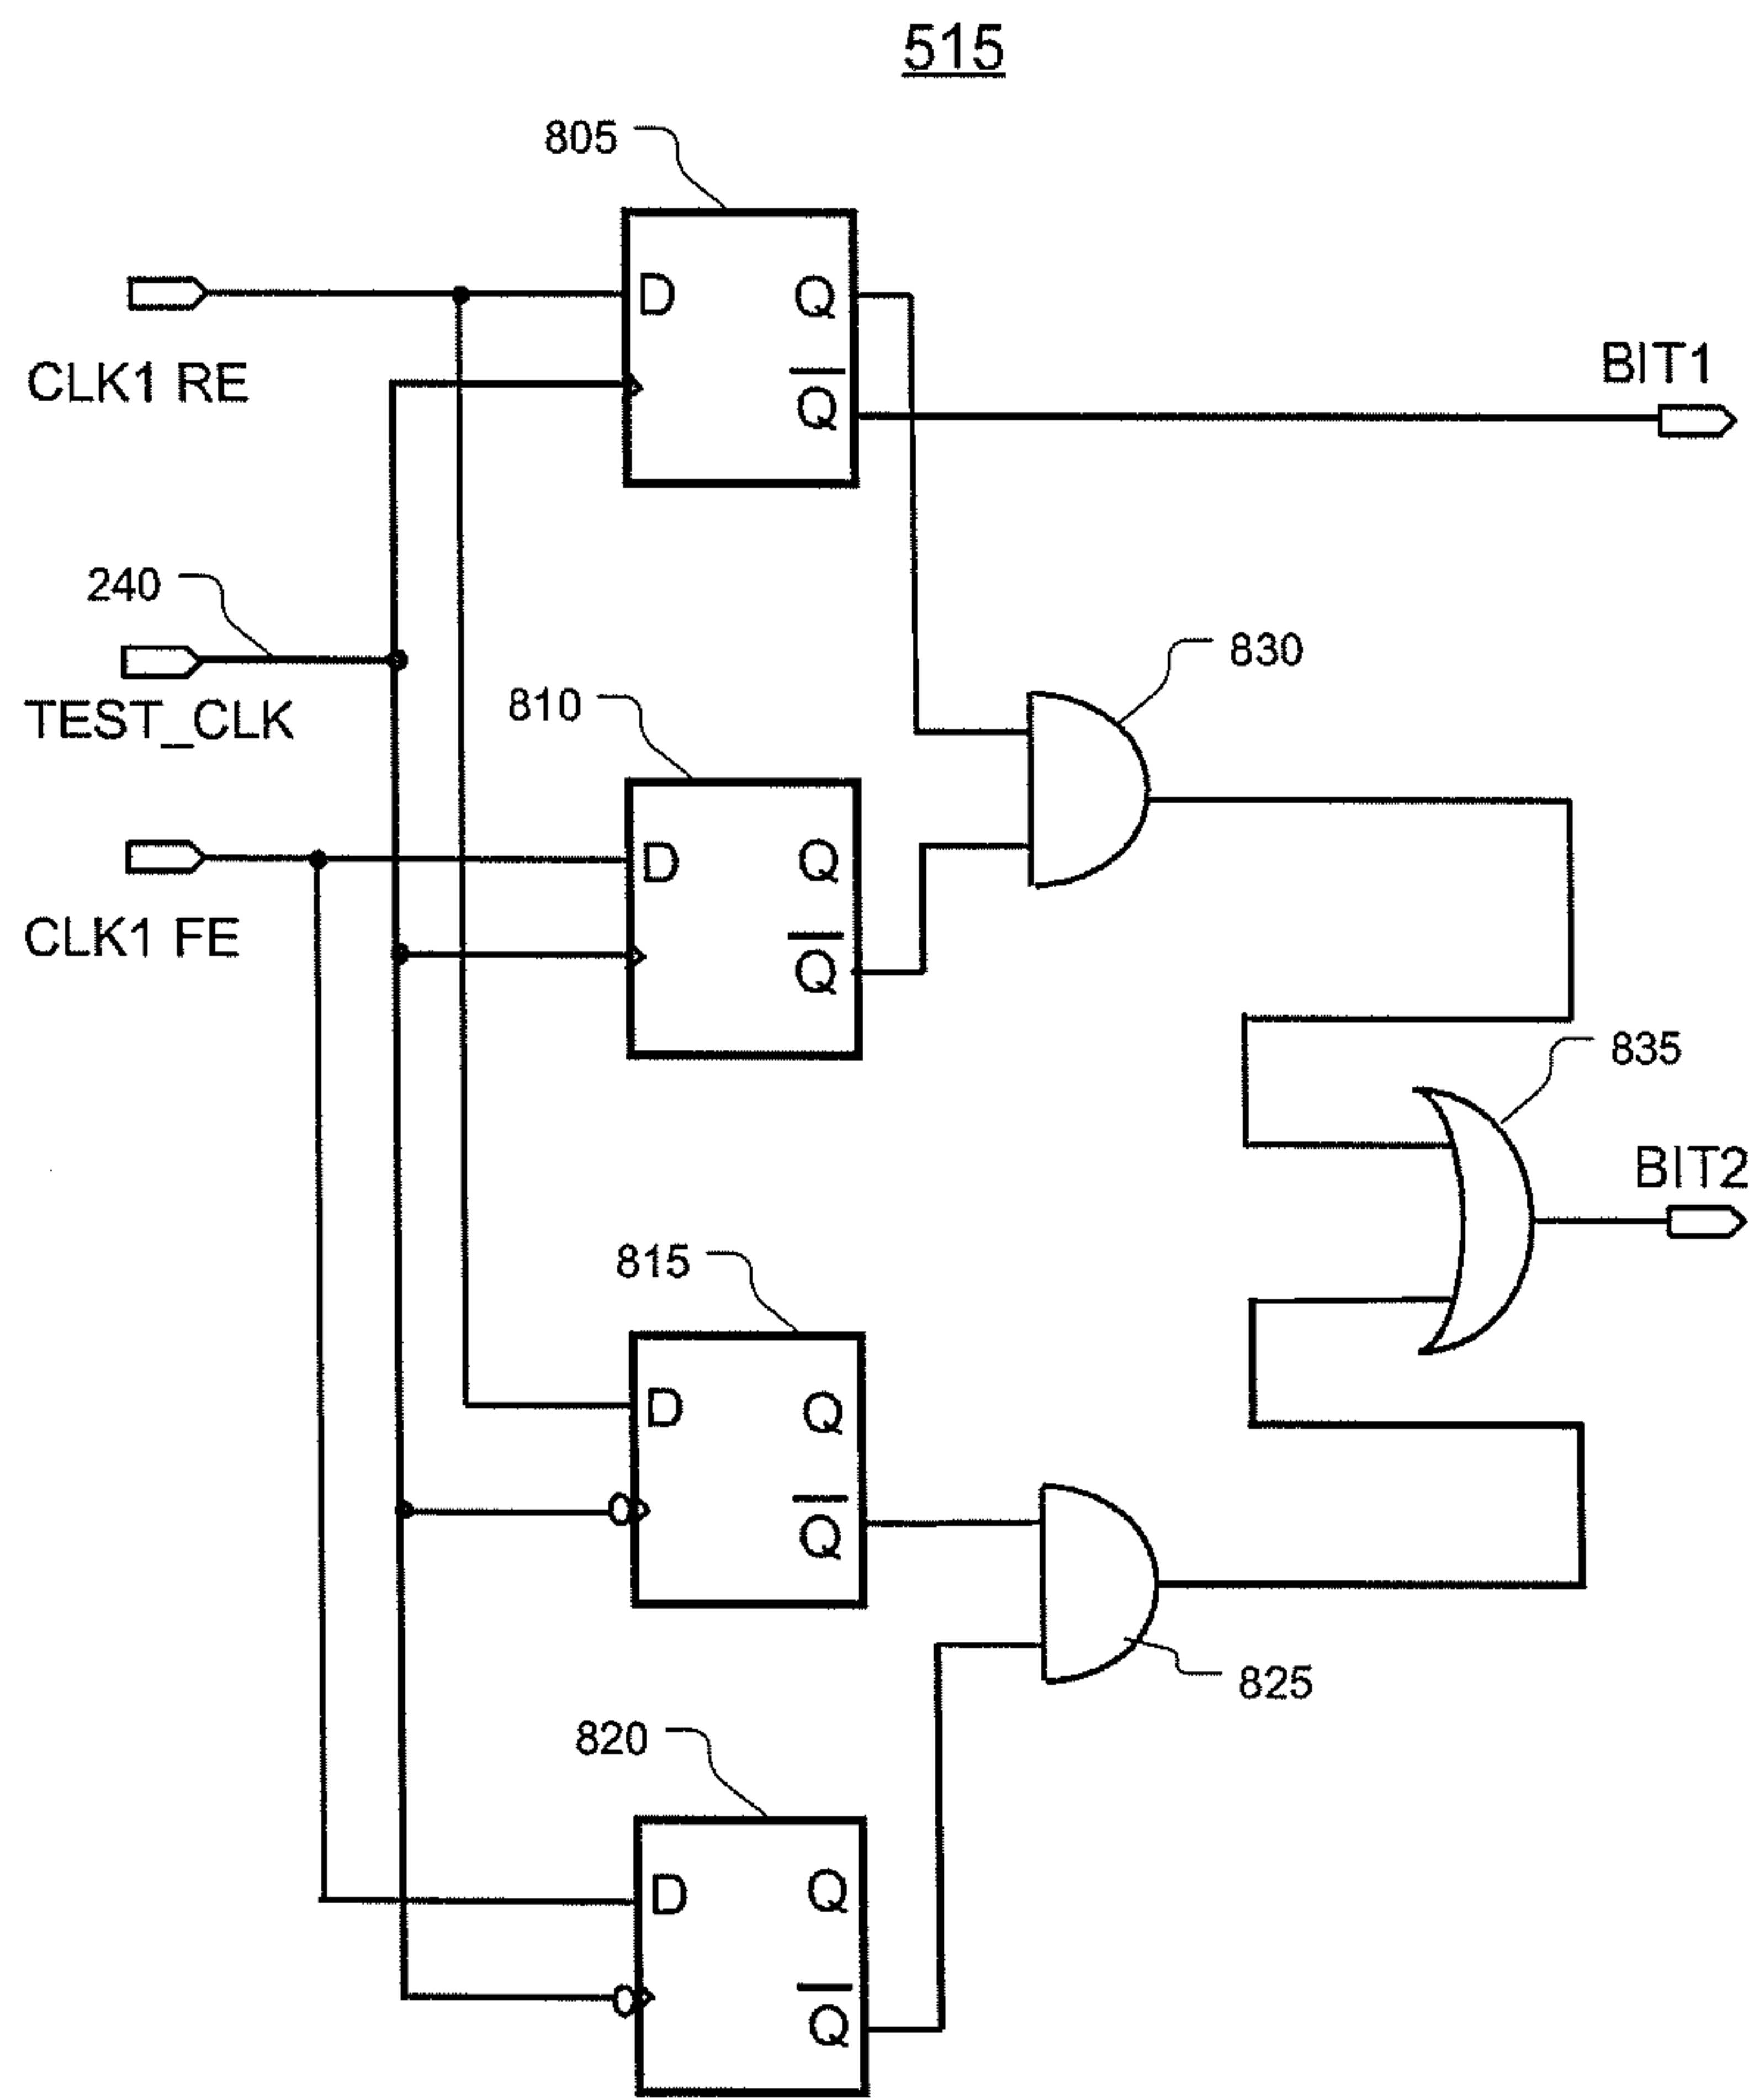 515
805
D Q
CLK1 RE
Q
BIT1
240
TEST_CLK
830
810
D Q
CLK1 FE
Q
835
BIT2
815
D Q
Q
825
820
D Q
Q